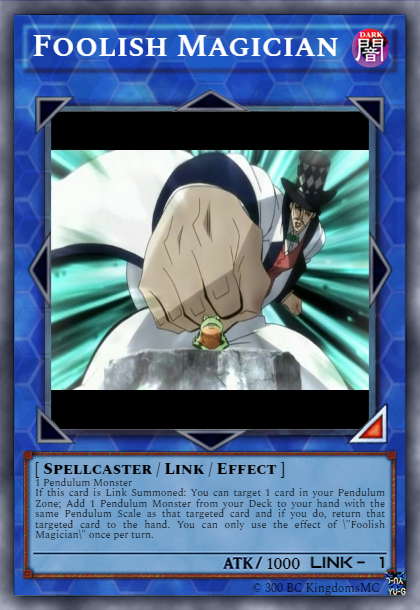 FOOLISH MAGICIAN
DARK
闇
[ SPELLCASTER / LINK / EFFECT ]
1 Pendulum Monster
If this card is Link Summoned: You can target 1 card in your Pendulum
Zone; Add 1 Pendulum Monster from your Deck to your hand with the
same Pendulum Scale as that targeted card and if you do, return that
targeted card to the hand. You can only use the effect of \"Foolish
Magician\" once per turn.
ATK/ 1000 LINK- 1
© 300 BC KingdomsMC